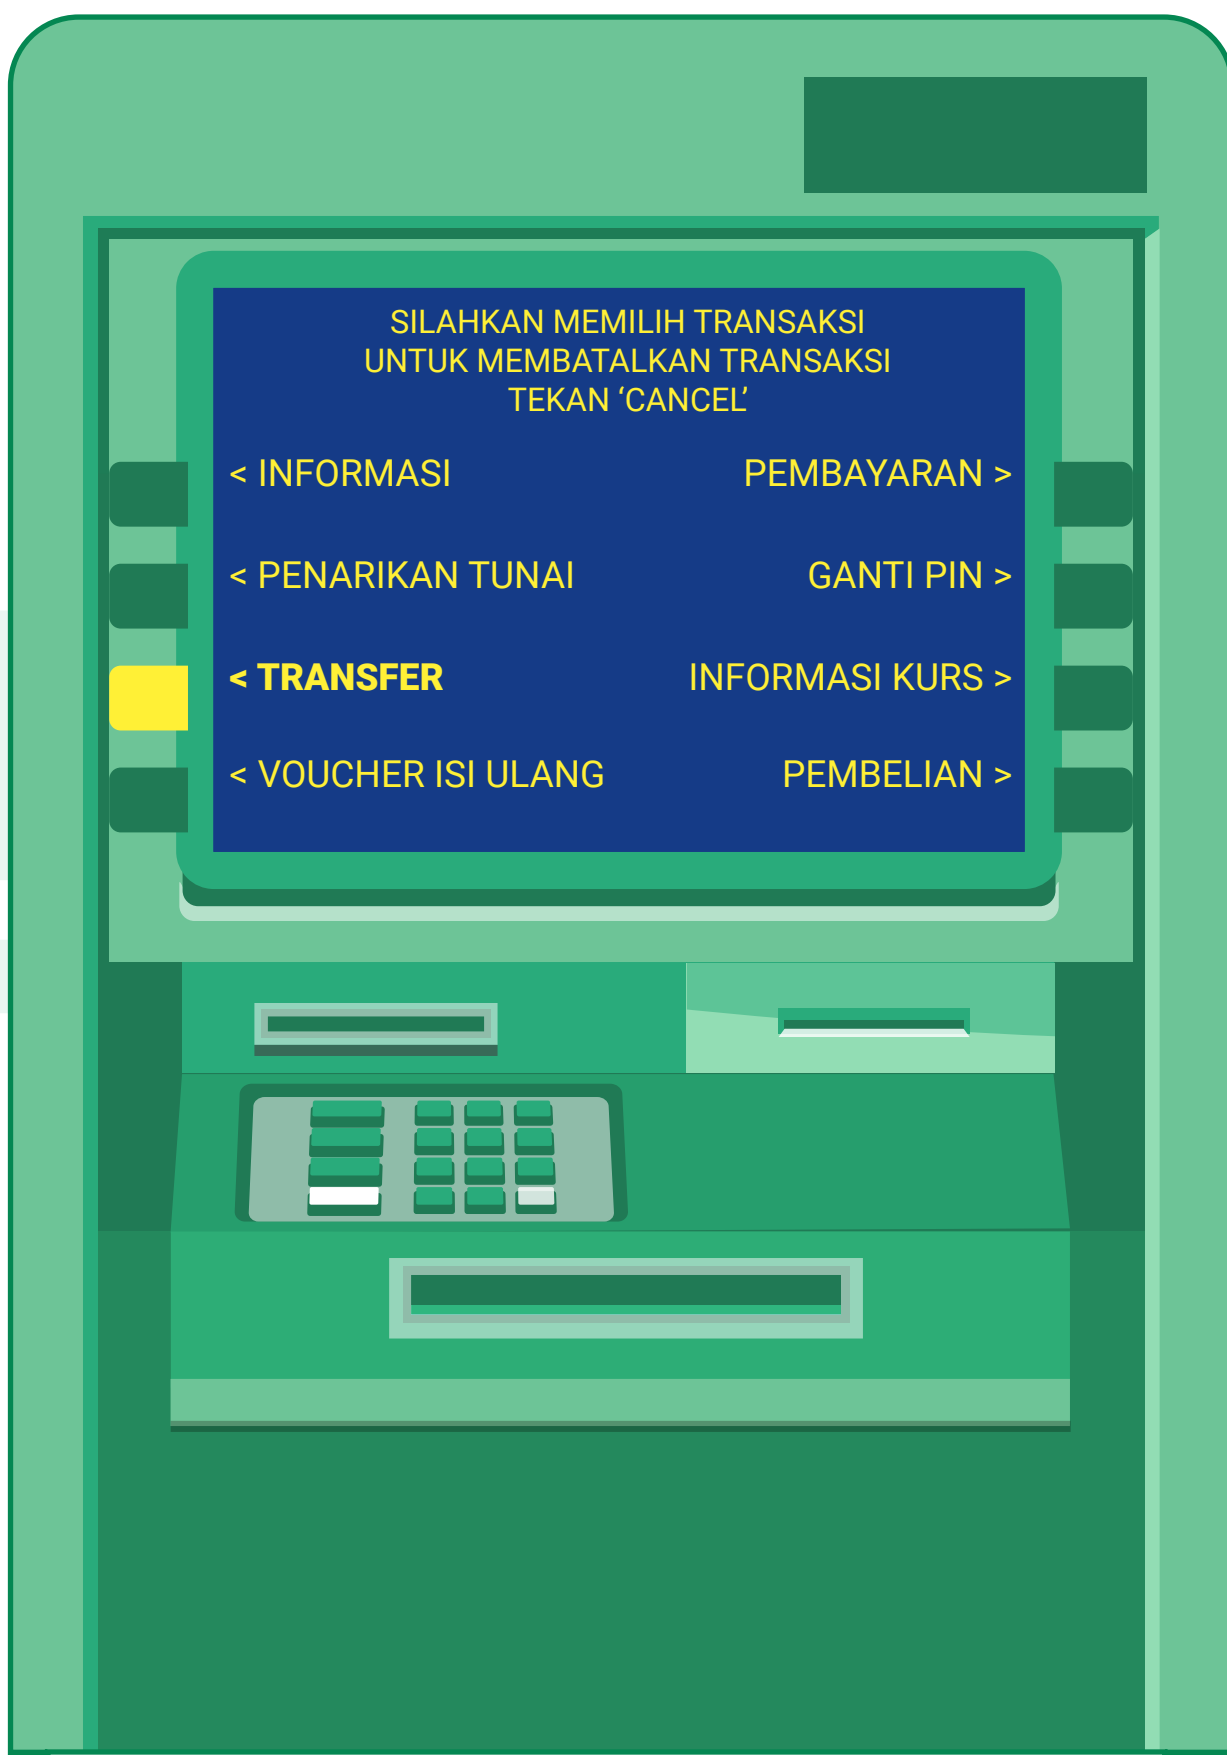 SILAHKAN MEMILIH TRANSAKSI
UNTUK MEMBATALKAN TRANSAKSI
TEKAN ‘CANCEL’
< INFORMASI
PEMBAYARAN >
< PENARIKAN TUNAI
GANTI PIN >
< TRANSFER
INFORMASI KURS >
< VOUCHER ISI ULANG
PEMBELIAN >